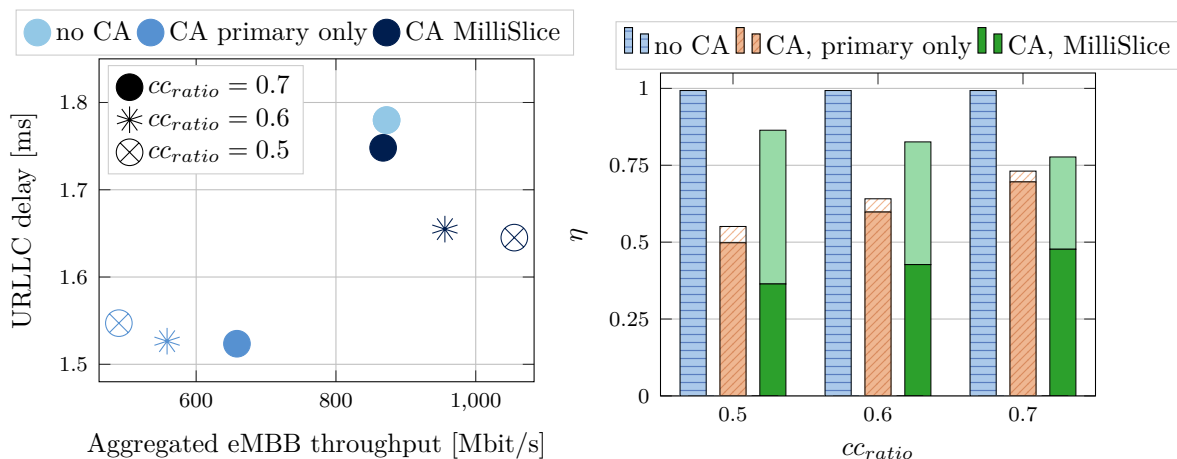 no CA CA primary only CA MilliSlice
cc_ratio = 0.7
cc_ratio = 0.6
cc_ratio = 0.5
1.8
1.7
1.6
1.5
URLLC delay [ms]
600 800 1,000
Aggregated eMBB throughput [Mbit/s]
no CA CA, primary only CA, MilliSlice
1
0.75
0.5
0.25
0
η
0.5 0.6 0.7
cc_ratio